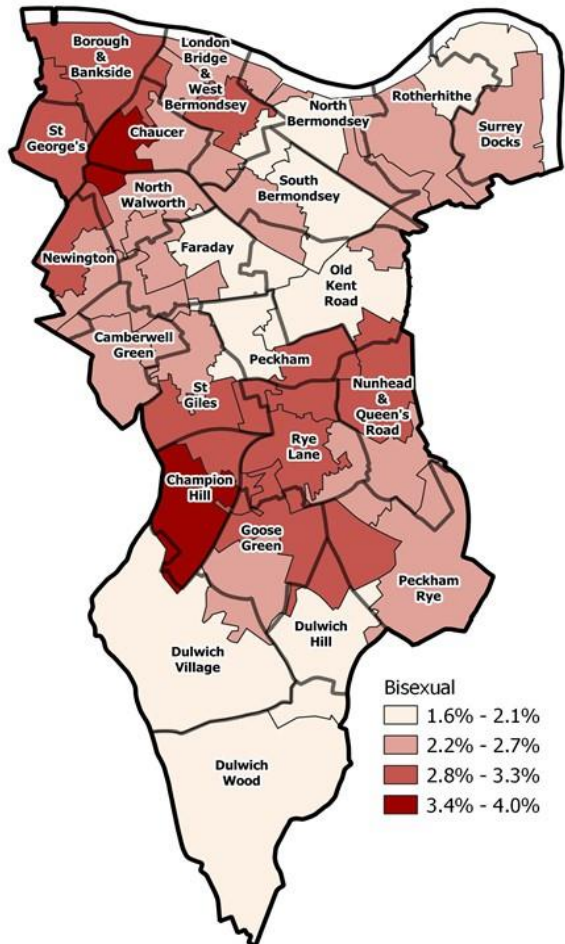 Borough
&
Bankside
London
Bridge
&
West
Bermondsey
North
Bermondsey
Rotherhithe
Surrey
Docks
St
George's
Chaucer
South
Bermondsey
North
Walworth
Newington
Faraday
Old
Kent
Road
Camberwell
Green
Peckham
St
Giles
Nunhead
&
Queen's
Road
Rye
Lane
Champion
Hill
Goose
Green
Peckham
Rye
Dulwich
Village
Dulwich
Hill
Dulwich
Wood
Bisexual
1.6% - 2.1%
2.2% - 2.7%
2.8% - 3.3%
3.4% - 4.0%